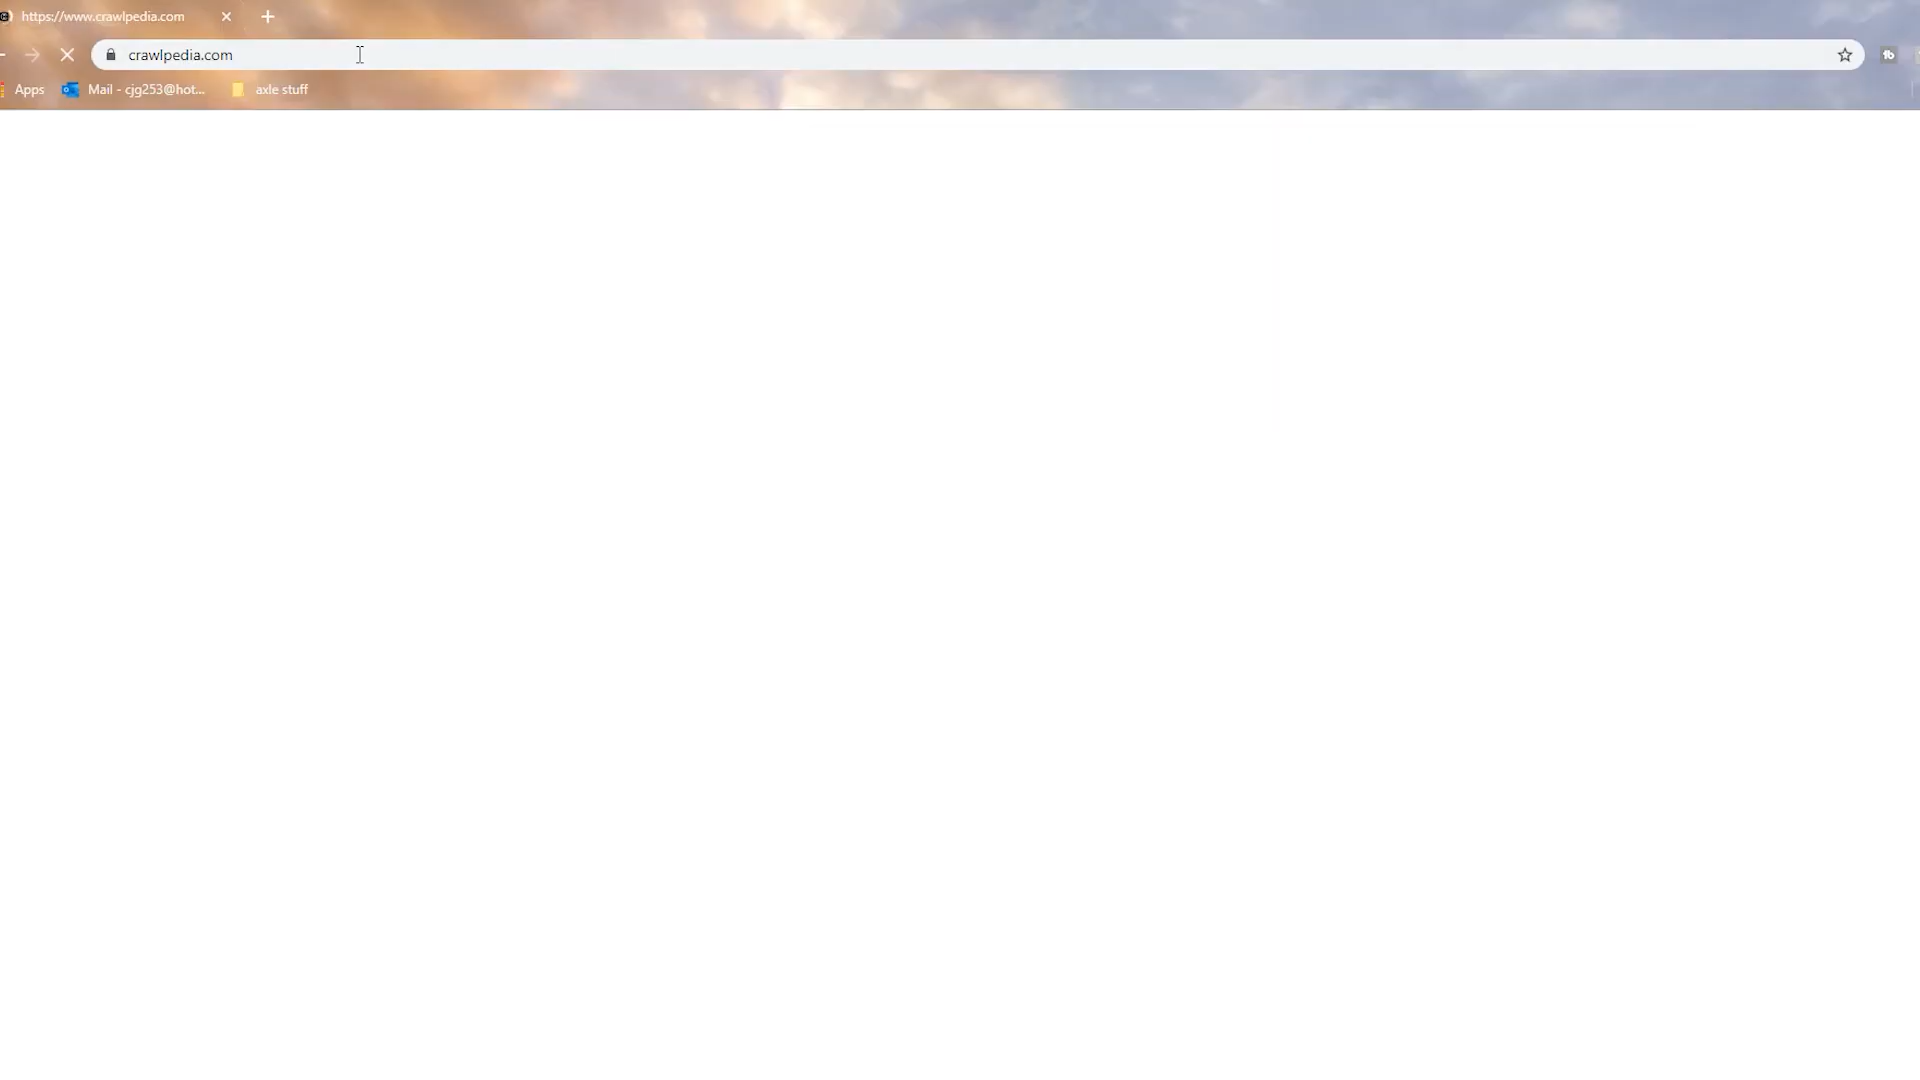 https://www.crawlpedia.com
crawlpedia.com
Apps
Mail - cjg253@hot...
axle stuff